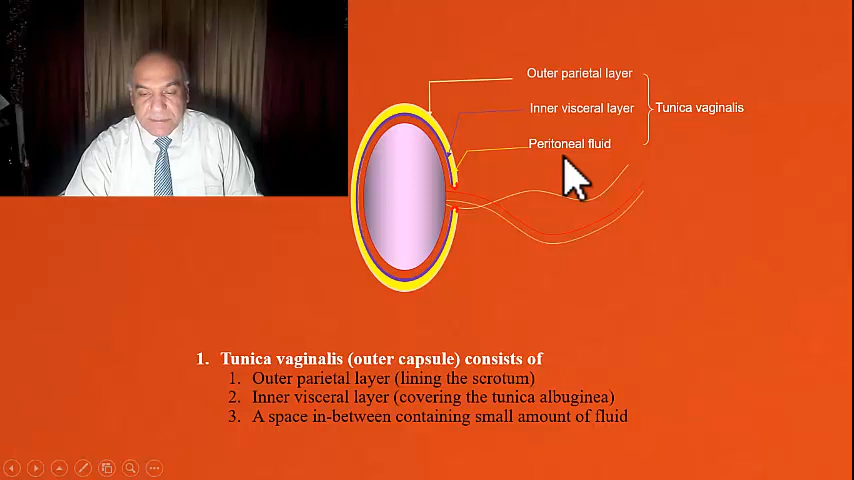 Outer parietal layer
Inner visceral layer
Tunica vaginalis
Peritoneal fluid
1. Tunica vaginalis (outer capsule) consists of
1. Outer parietal layer (lining the scrotum)
2. Inner visceral layer (covering the tunica albuginea)
3. A space in-between containing small amount of fluid